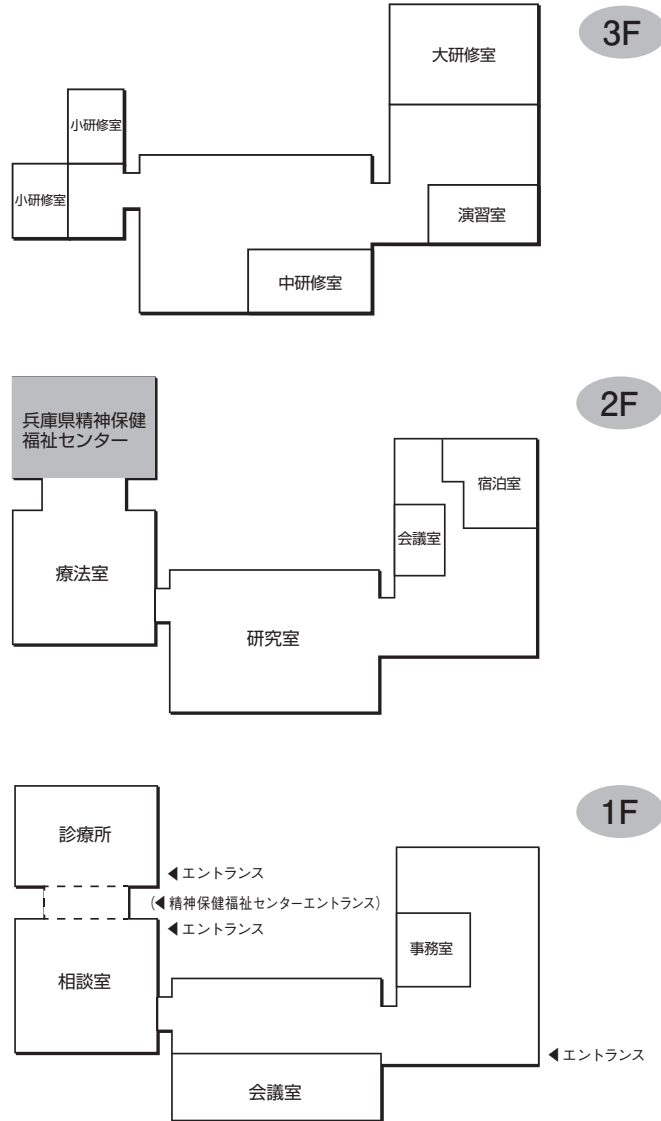 3F
大研修室
小研修室
小研修室
演習室
中研修室
2F
兵庫県精神保健
福祉センター
宿泊室
会議室
療法室
研究室
1F
診療所
◀エントランス
(◀精神保健福祉センターエントランス)
◀エントランス
事務室
相談室
◀エントランス
会議室